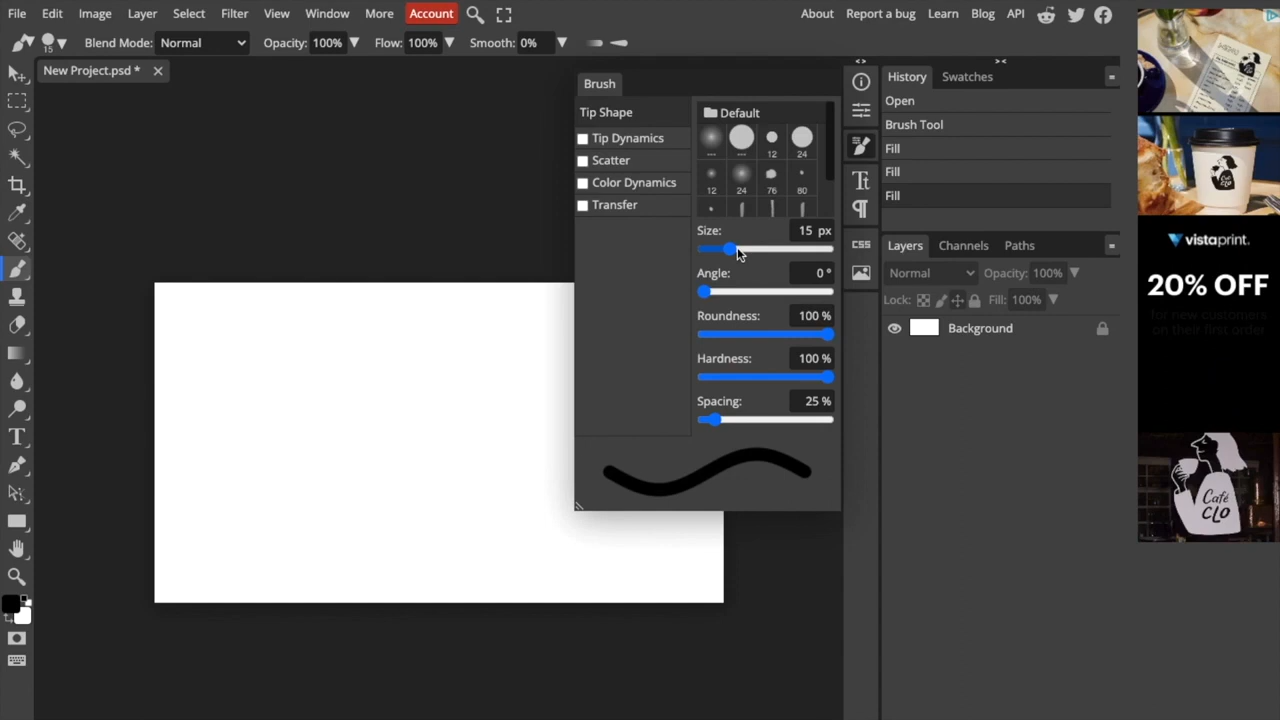 File Edit Image Layer Select Filter View Window More Account About Report a bug Learn Blog API
15 Blend Mode: Normal Opacity: 100% Flow: 100% Smooth: 0%
New Project.psd *
Brush
Tip Shape
Tip Dynamics
Scatter
Color Dynamics
Transfer
Default
--- --- 12 24
12 24 76 80
Size: 15 px
Angle: 0 °
Roundness: 100 %
Hardness: 100 %
Spacing: 25 %
CSS
History Swatches
Open
Brush Tool
Fill
Fill
Fill
Layers Channels Paths
Normal Opacity: 100%
Lock: Fill: 100%
Background
vistaprint.
20% OFF
for new customers
on their first order
Café
CLO